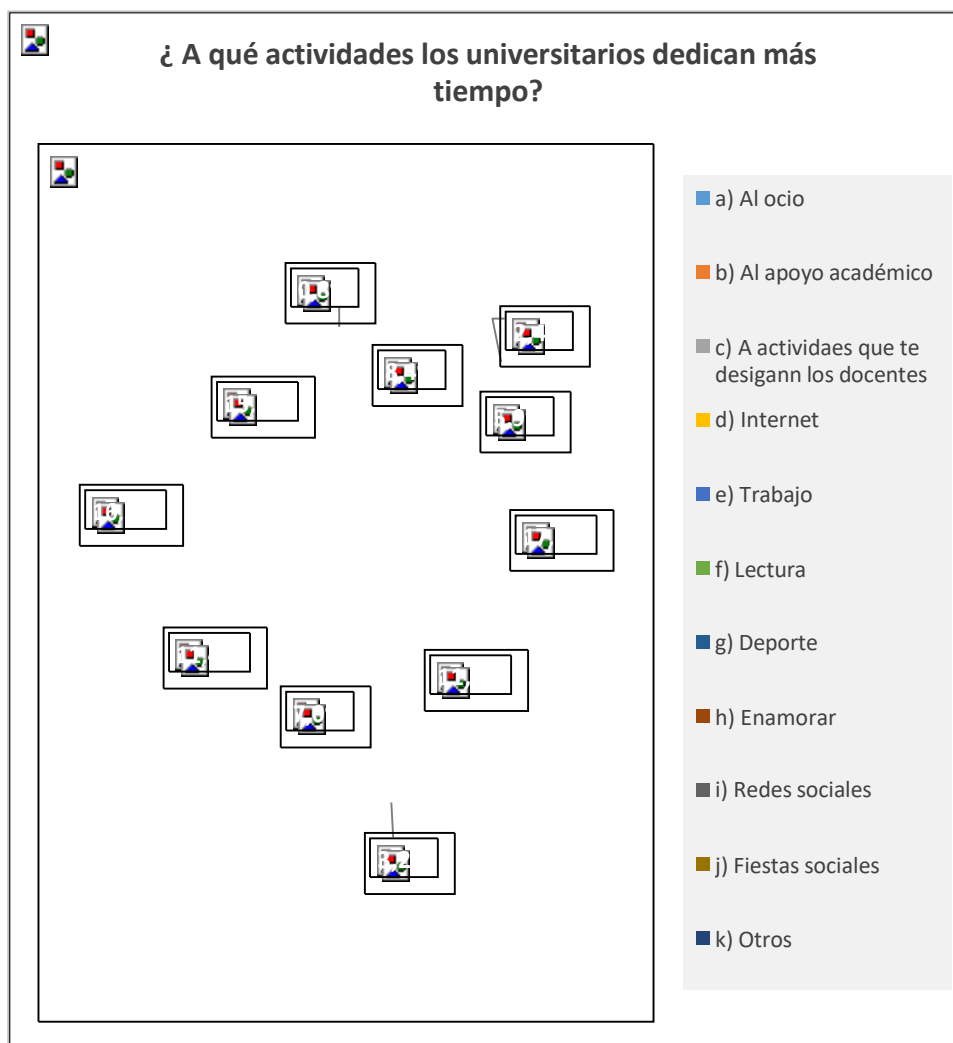 ¿ A qué actividades los universitarios dedican más
tiempo?
a) Al ocio
b) Al apoyo académico
c) A actividaes que te
desigann los docentes
d) Internet
e) Trabajo
f) Lectura
g) Deporte
h) Enamorar
i) Redes sociales
j) Fiestas sociales
k) Otros